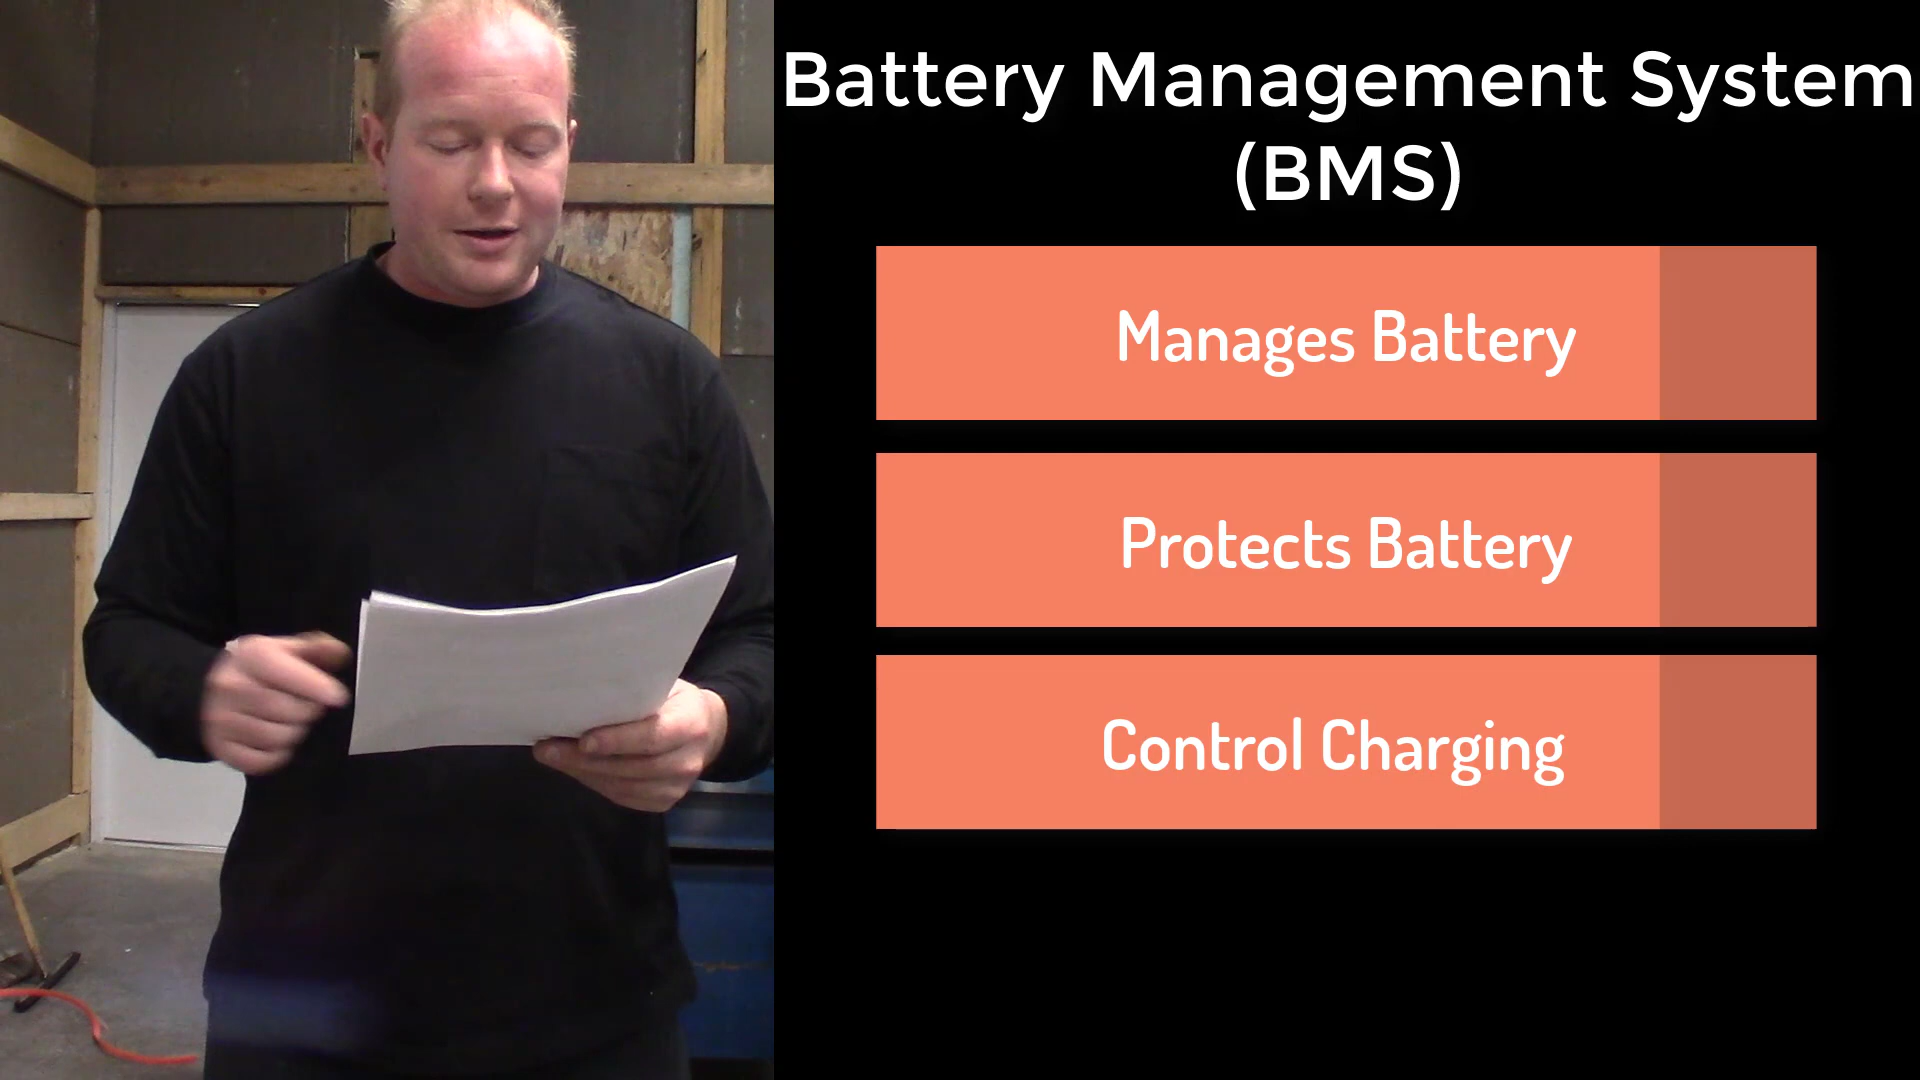 Battery Management System
(BMS)
Manages Battery
Protects Battery
Control Charging